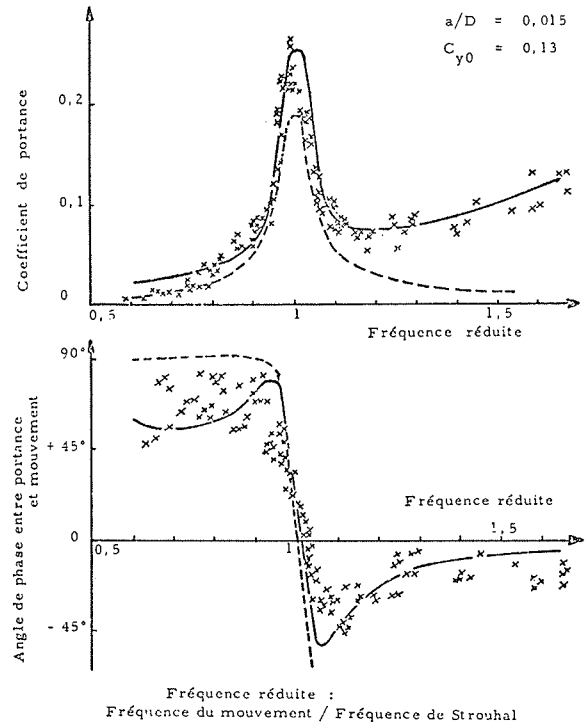 a/D = 0,015
C_y0 = 0,13
Coefficient de portance
0,2
0,1
0
0,5
1
1,5
Fréquence réduite
Angle de phase entre portance
et mouvement
90°
+ 45°
0
- 45°
0,5
1
1,5
Fréquence réduite
Fréquence réduite :
Fréquence du mouvement / Fréquence de Strouhal